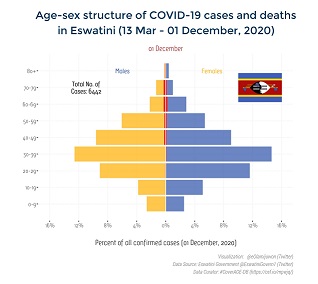 Age-sex structure of COVID-19 cases and deaths
in Eswatini (13 Mar - 01 December, 2020)
01 December
Males
Females
Total No. of
Cases: 6442
80+*
70-79*
60-69*
50-59*
40-49*
30-39*
20-29*
10-19*
0-9*
16% 12% 8% 4% 0% 4% 8% 12% 16%
Percent of all confirmed cases (01 December, 2020)
Data Source: Eswatini Government @EswatiniGovern1 (Twitter)